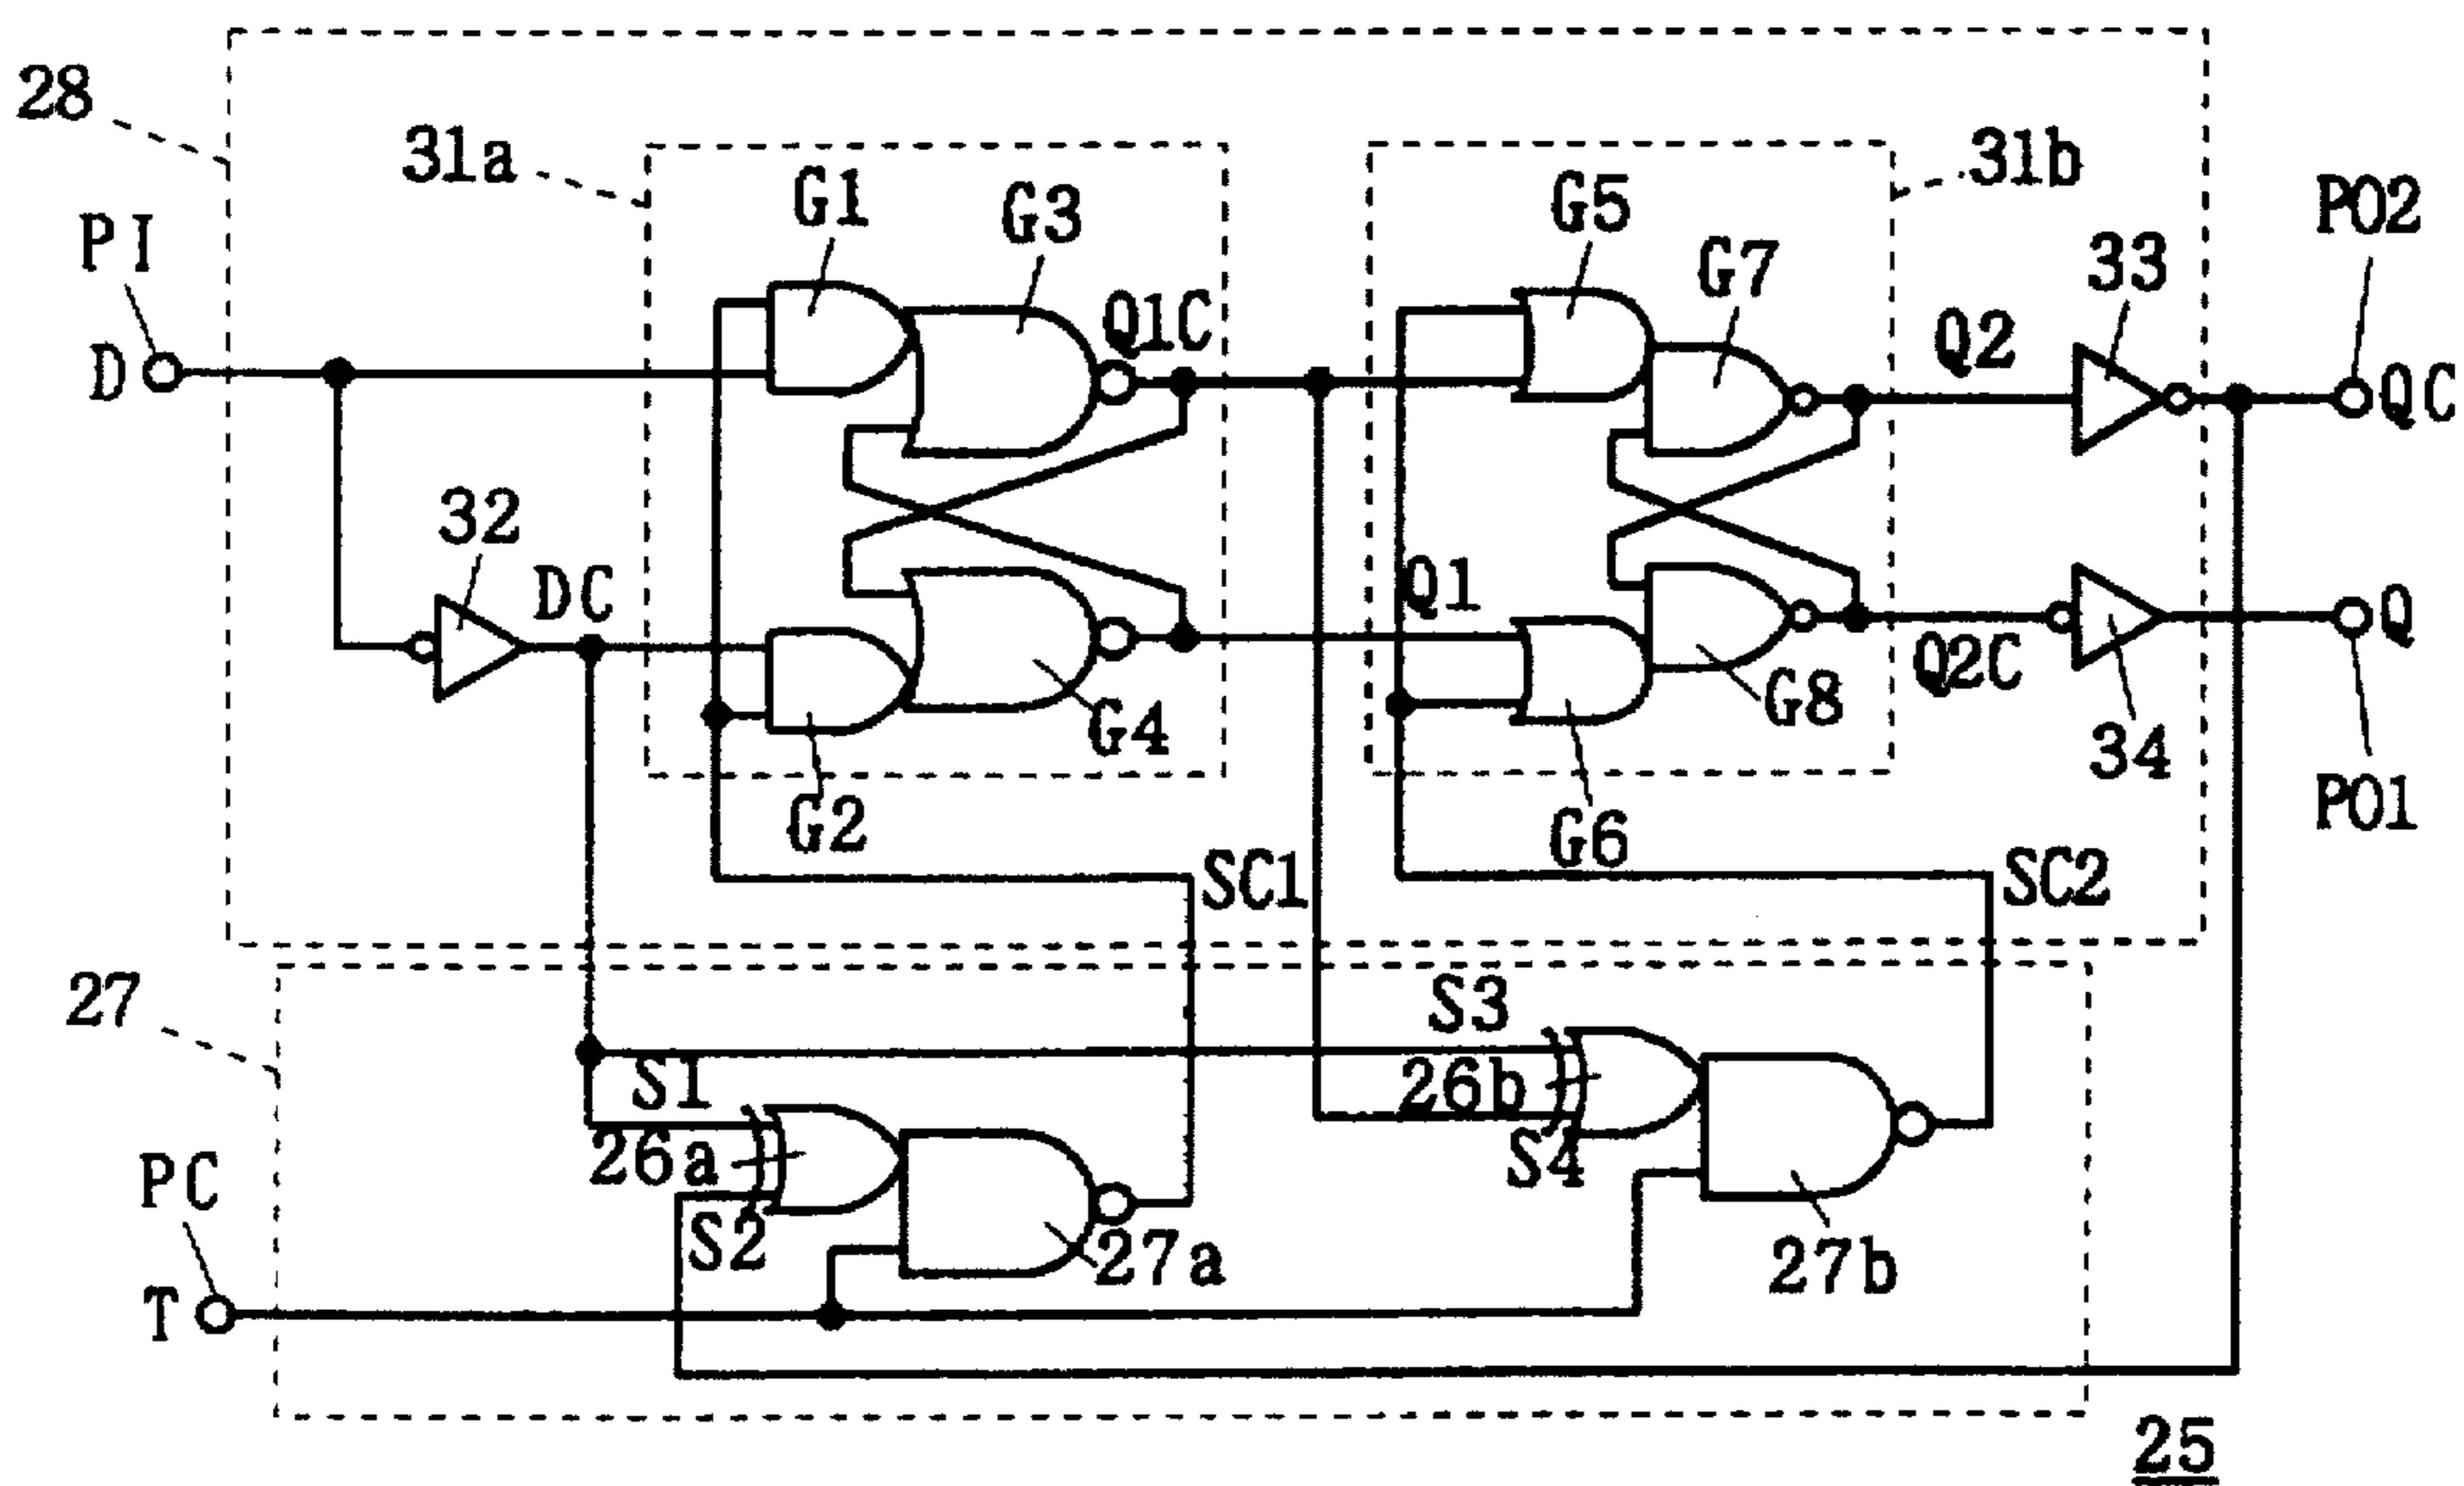 28
31a
G1
G3
G5
31b
PO2
PI
G7
33
Q1C
Q2
D
QC
32
DC
Q1
Q
G4
G8
Q2C
34
G2
G6
PO1
SC1
SC2
27
S3
S1
26b
26a
S4
PC
S2
27a
27b
T
25